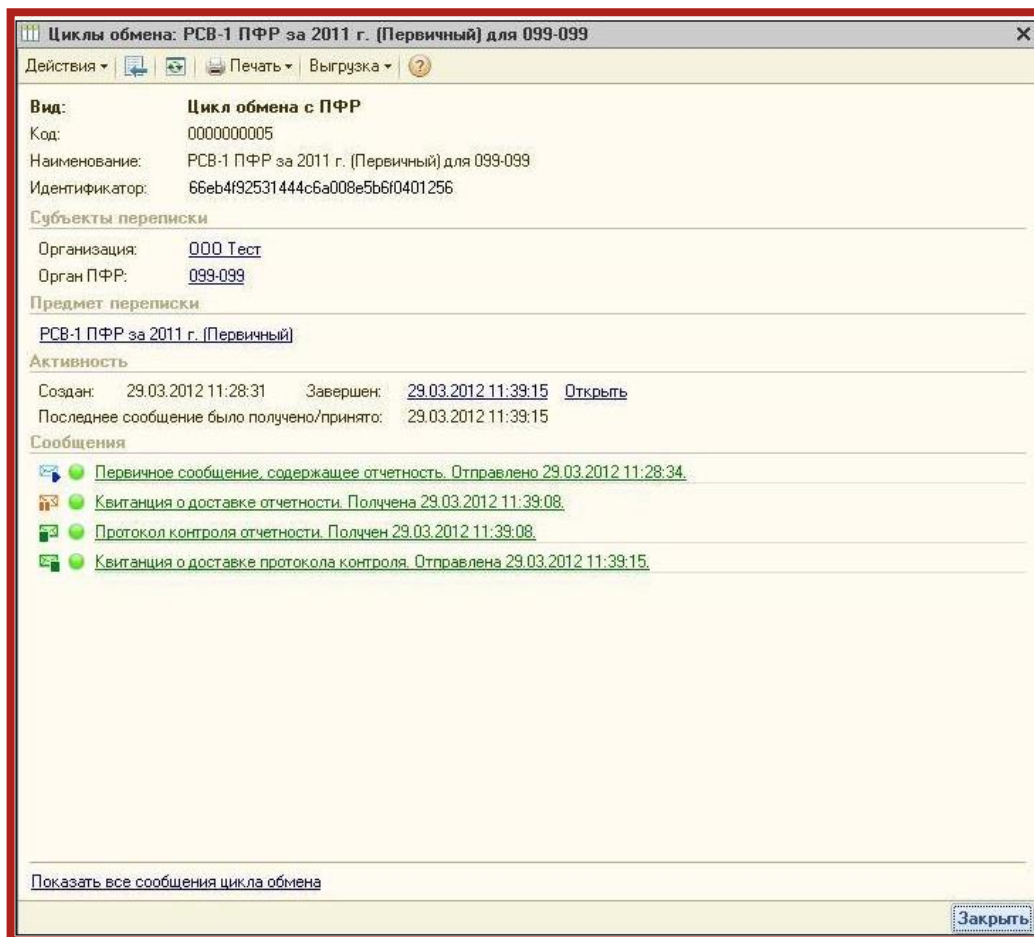 Циклы обмена: РСВ-1 ПФР за 2011 г. (Первичный) для 099-099
Действия Печать Выгрузка
Вид: Цикл обмена с ПФР
Код: 0000000005
Наименование: РСВ-1 ПФР за 2011 г. (Первичный) для 099-099
Идентификатор: 66eb4f92531444c6a008e5b6f0401256
Субъекты переписки
Организация: ООО Тест
Орган ПФР: 099-099
Предмет переписки
РСВ-1 ПФР за 2011 г. (Первичный)
Активность
Создан: 29.03.2012 11:28:31 Завершен: 29.03.2012 11:39:15 Открыть
Последнее сообщение было получено/принято: 29.03.2012 11:39:15
Сообщения
Первичное сообщение, содержащее отчетность. Отправлено 29.03.2012 11:28:34.
Квитанция о доставке отчетности. Получена 29.03.2012 11:39:08.
Протокол контроля отчетности. Получен 29.03.2012 11:39:08.
Квитанция о доставке протокола контроля. Отправлена 29.03.2012 11:39:15.
Показать все сообщения цикла обмена
Закрыть